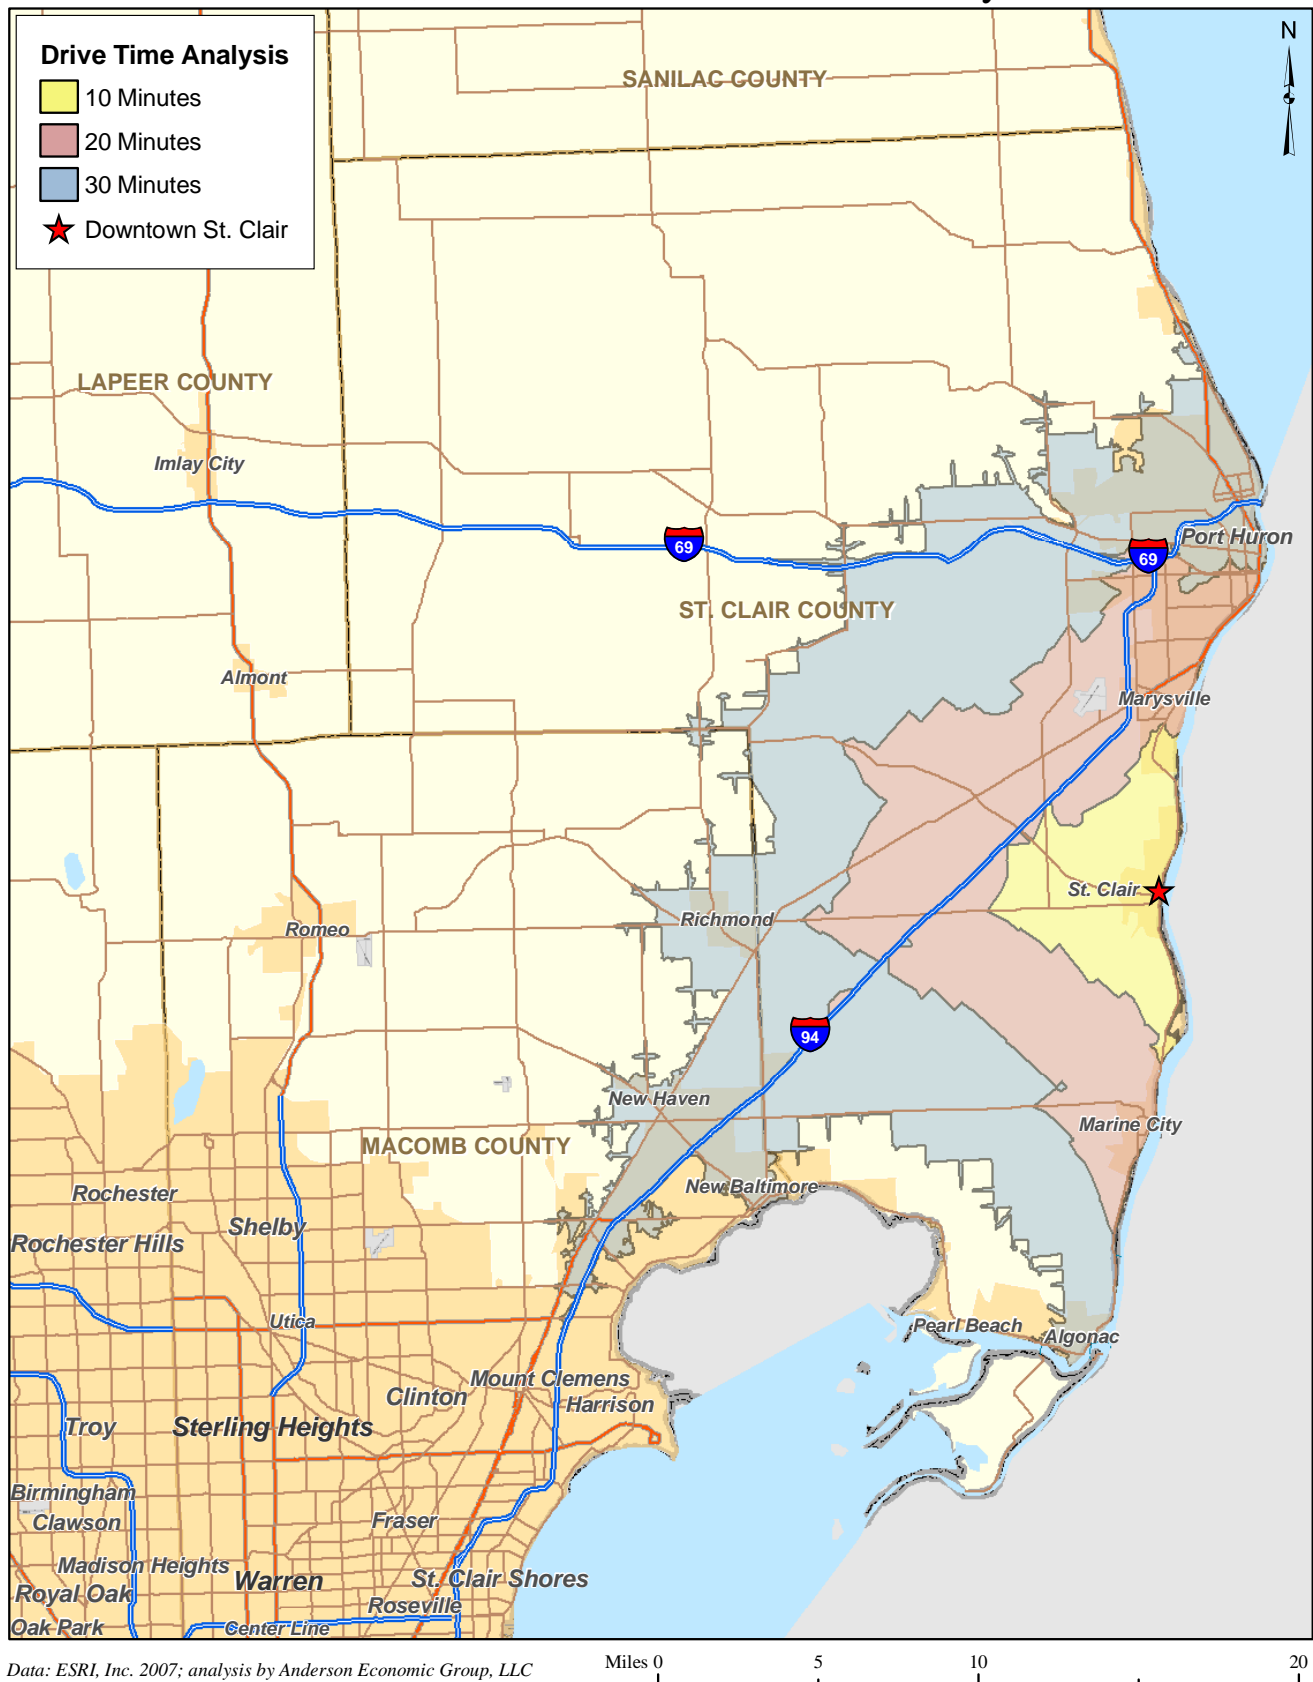 Drive Time Analysis
10 Minutes
20 Minutes
30 Minutes
Downtown St. Clair
N
SANILAC COUNTY
LAPEER COUNTY
Imlay City
69
69
Port Huron
ST. CLAIR COUNTY
Almont
Marysville
St. Clair
Richmond
Romeo
94
New Haven
Marine City
MACOMB COUNTY
New Baltimore
Rochester
Shelby
Rochester Hills
Utica
Pearl Beach
Algonac
Mount Clemens
Clinton
Harrison
Troy
Sterling Heights
Birmingham
Clawson
Fraser
Madison Heights
Warren
St. Clair Shores
Royal Oak
Roseville
Oak Park
Center Line
Data: ESRI, Inc. 2007; analysis by Anderson Economic Group, LLC
Miles 0 5 10 20